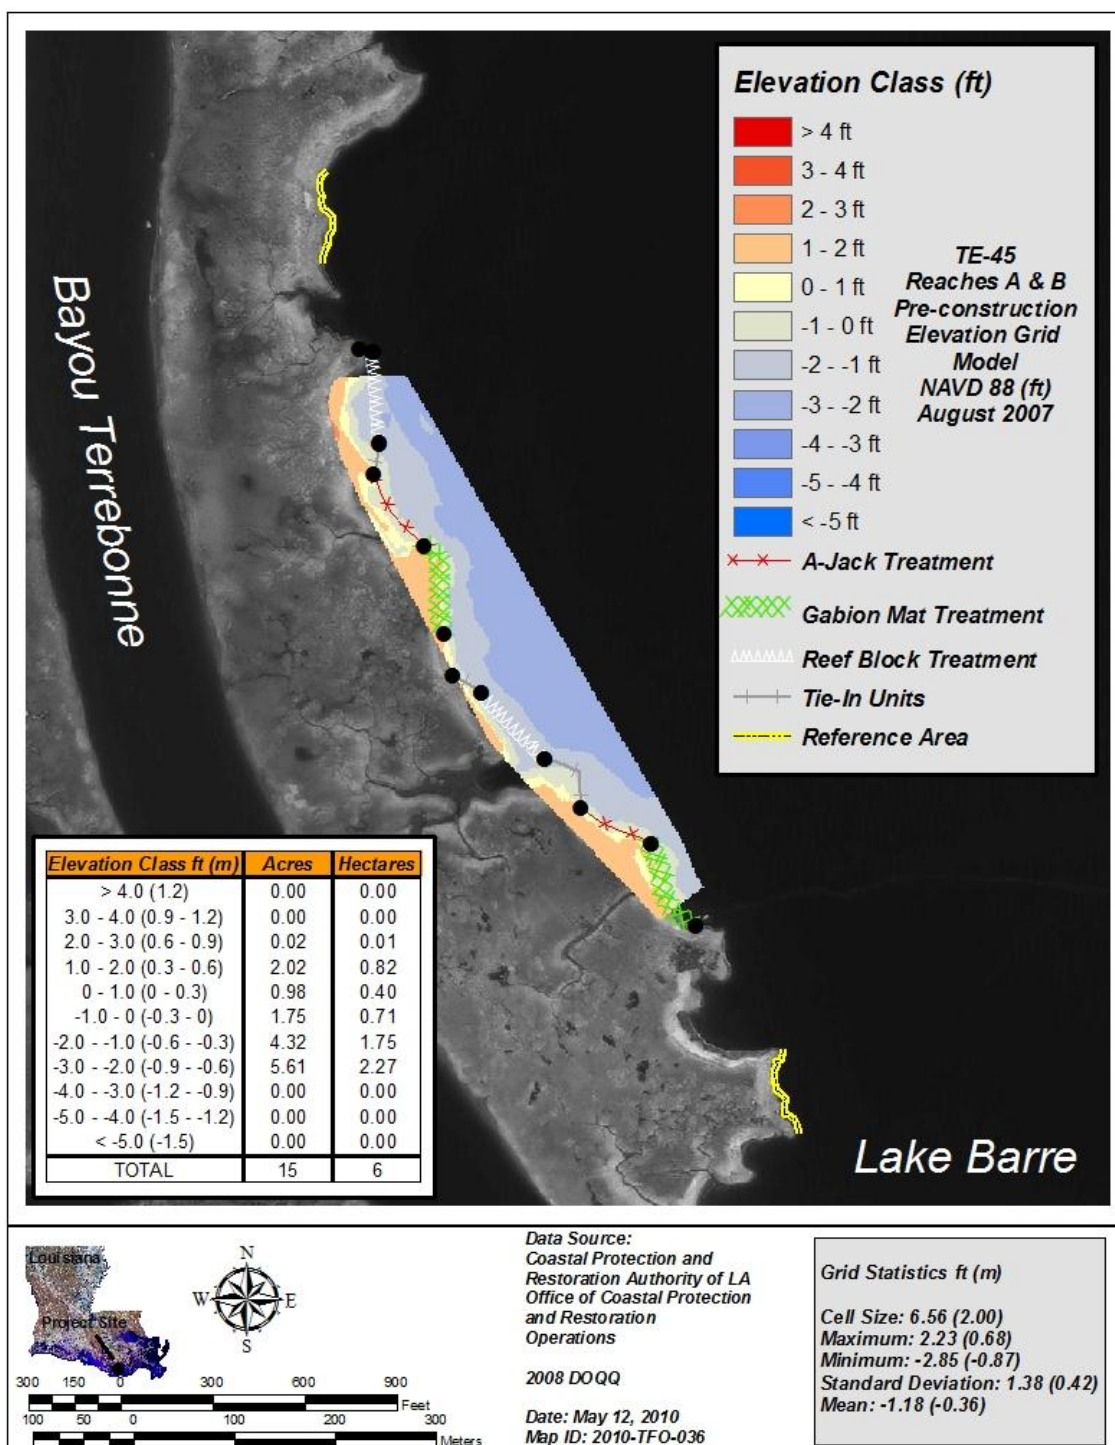 Elevation Class (ft)
> 4 ft
3 - 4 ft
2 - 3 ft
1 - 2 ft
0 - 1 ft
-1 - 0 ft
-2 - -1 ft
-3 - -2 ft
-4 - -3 ft
-5 - -4 ft
< -5 ft
A-Jack Treatment
Gabion Mat Treatment
Reef Block Treatment
Tie-In Units
Reference Area
TE-45
Reaches A & B
Pre-construction
Elevation Grid
Model
NAVD 88 (ft)
August 2007
Bayou Terrebonne
Lake Barre
Elevation Class ft (m) Acres Hectares
> 4.0 (1.2) 0.00 0.00
3.0 - 4.0 (0.9 - 1.2) 0.00 0.00
2.0 - 3.0 (0.6 - 0.9) 0.02 0.01
1.0 - 2.0 (0.3 - 0.6) 2.02 0.82
0 - 1.0 (0 - 0.3) 0.98 0.40
-1.0 - 0 (-0.3 - 0) 1.75 0.71
-2.0 - -1.0 (-0.6 - -0.3) 4.32 1.75
-3.0 - -2.0 (-0.9 - -0.6) 5.61 2.27
-4.0 - -3.0 (-1.2 - -0.9) 0.00 0.00
-5.0 - -4.0 (-1.5 - -1.2) 0.00 0.00
< -5.0 (-1.5) 0.00 0.00
TOTAL 15 6
Louisiana
Project Site
N
W E
S
300 150 0 300 600 900
Feet
100 50 0 100 200 300
Meters
Data Source:
Coastal Protection and
Restoration Authority of LA
Office of Coastal Protection
and Restoration
Operations
2008 DOQQ
Date: May 12, 2010
Map ID: 2010-TFO-036
Grid Statistics ft (m)
Cell Size: 6.56 (2.00)
Maximum: 2.23 (0.68)
Minimum: -2.85 (-0.87)
Standard Deviation: 1.38 (0.42)
Mean: -1.18 (-0.36)